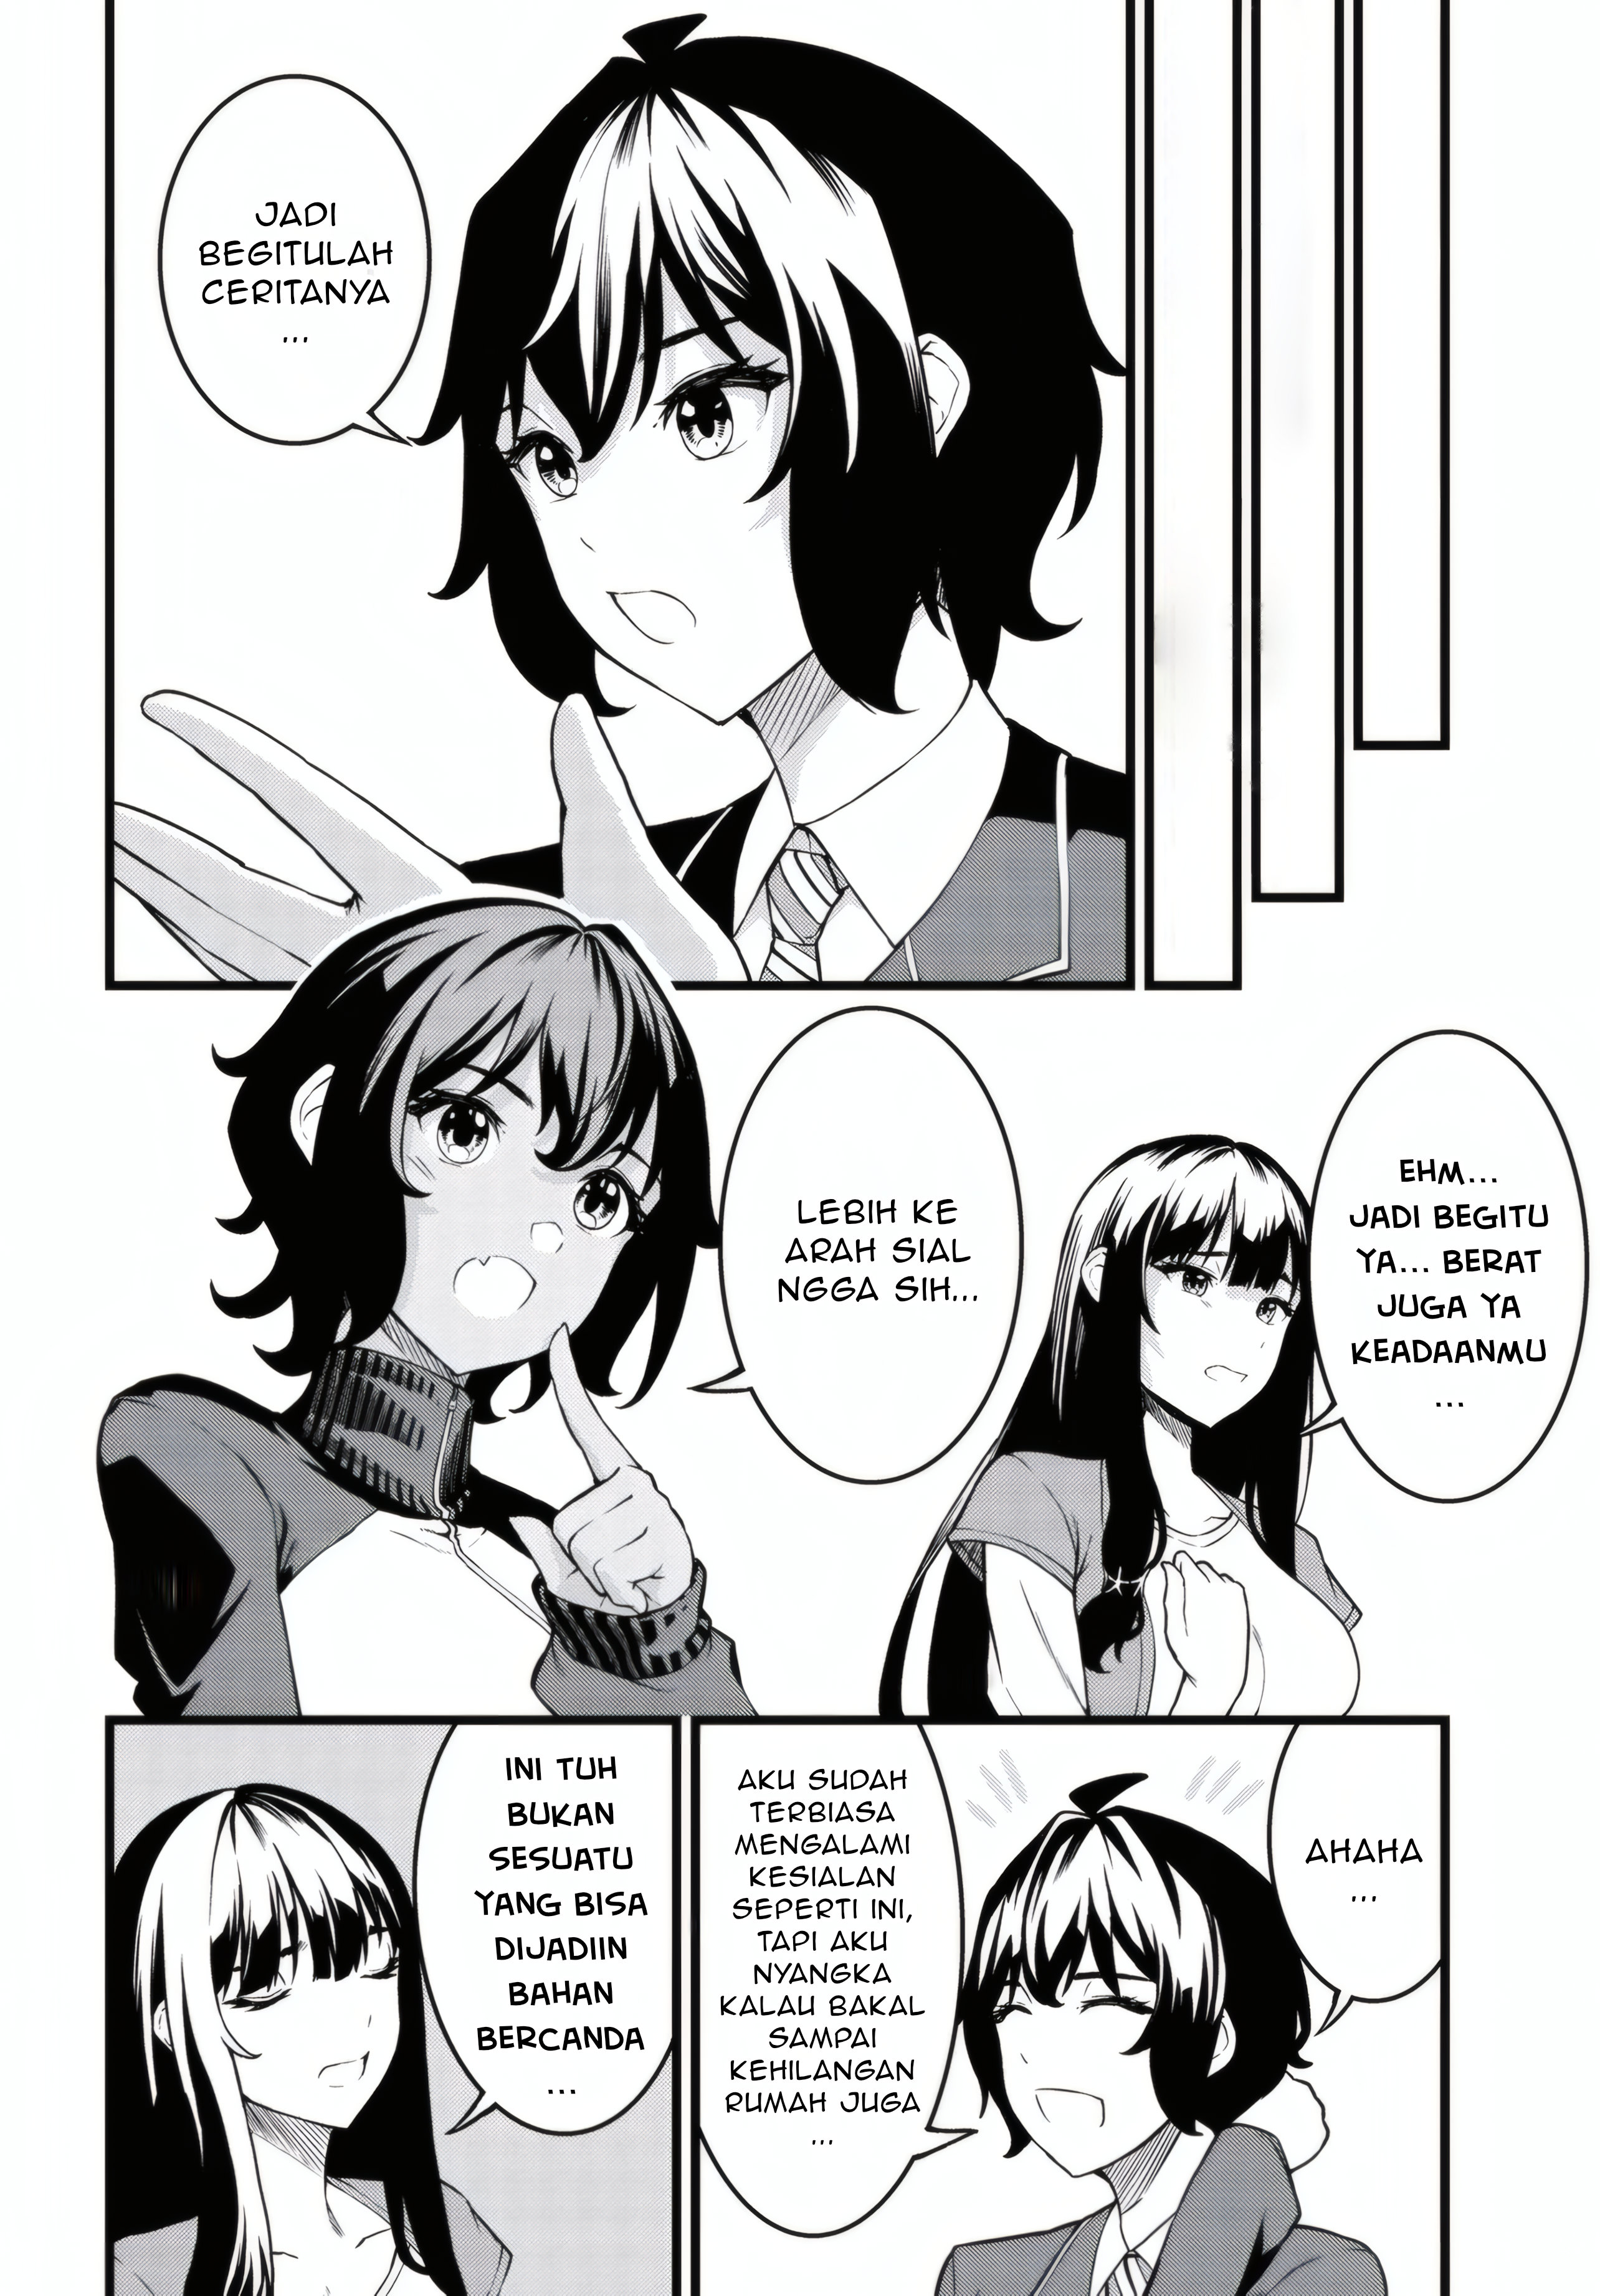 JADI
BEGITULAH
CERITANYA
...
EHM...
JADI BEGITU
YA... BERAT
JUGA YA
KEADAANMU
...
LEBIH KE
ARAH SIAL
NGGA SIH...
AHAHA
...
AKU SUDAH
TERBIASA
MENGALAMI
KESIALAN
SEPERTI INI,
TAPI AKU
NYANGKA
KALAU BAKAL
SAMPAI
KEHILANGAN
RUMAH JUGA
...
INI TUH
BUKAN
SESUATU
YANG BISA
DIJADIIN
BAHAN
BERCANDA
...